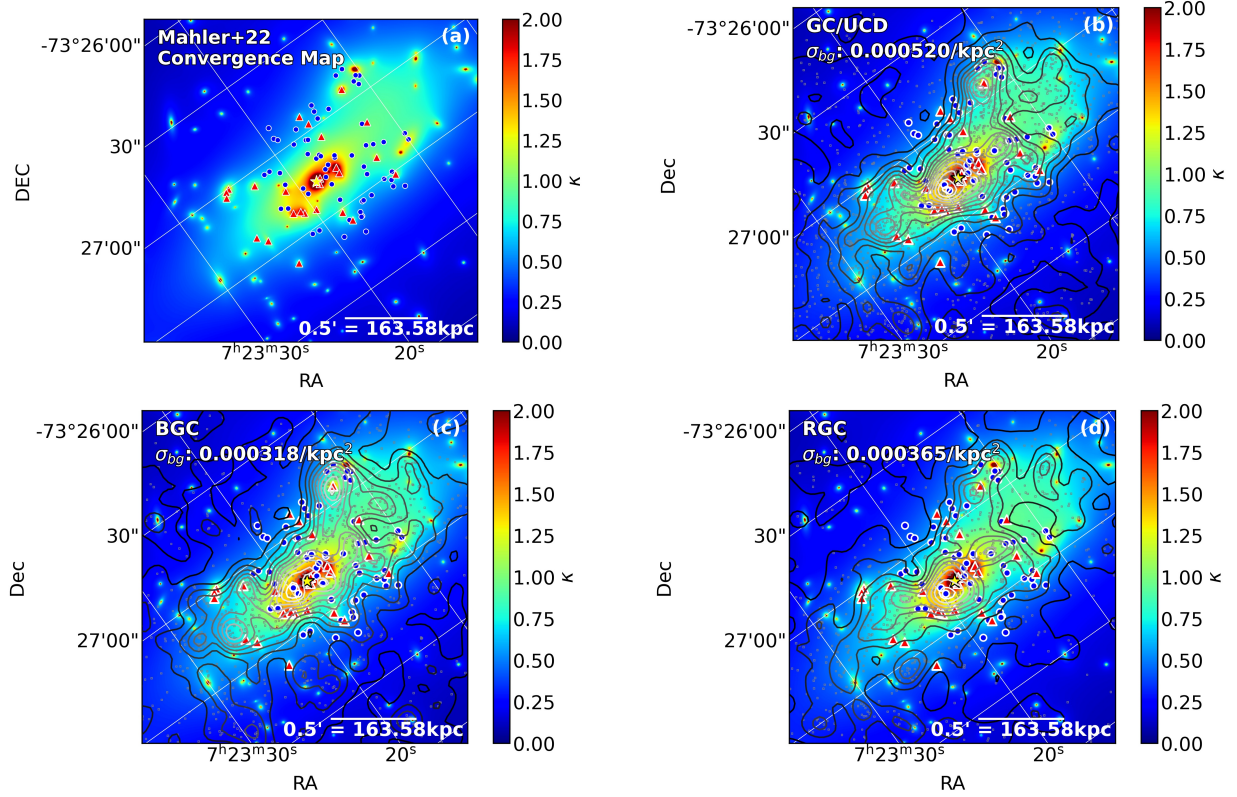 Mahler+22
Convergence Map
(a)
-73°26'00"
30"
27'00"
DEC
7ʰ23ᵐ30ˢ
20ˢ
RA
0.5' = 163.58kpc
2.00
1.75
1.50
1.25
1.00
0.75
0.50
0.25
0.00
κ
GC/UCD
σ_bg: 0.000520/kpc²
(b)
-73°26'00"
30"
27'00"
Dec
7ʰ23ᵐ30ˢ
20ˢ
RA
0.5' = 163.58kpc
2.00
1.75
1.50
1.25
1.00
0.75
0.50
0.25
0.00
κ
BGC
σ_bg: 0.000318/kpc²
(c)
-73°26'00"
30"
27'00"
Dec
7ʰ23ᵐ30ˢ
20ˢ
RA
0.5' = 163.58kpc
2.00
1.75
1.50
1.25
1.00
0.75
0.50
0.25
0.00
κ
RGC
σ_bg: 0.000365/kpc²
(d)
-73°26'00"
30"
27'00"
Dec
7ʰ23ᵐ30ˢ
20ˢ
RA
0.5' = 163.58kpc
2.00
1.75
1.50
1.25
1.00
0.75
0.50
0.25
0.00
κ